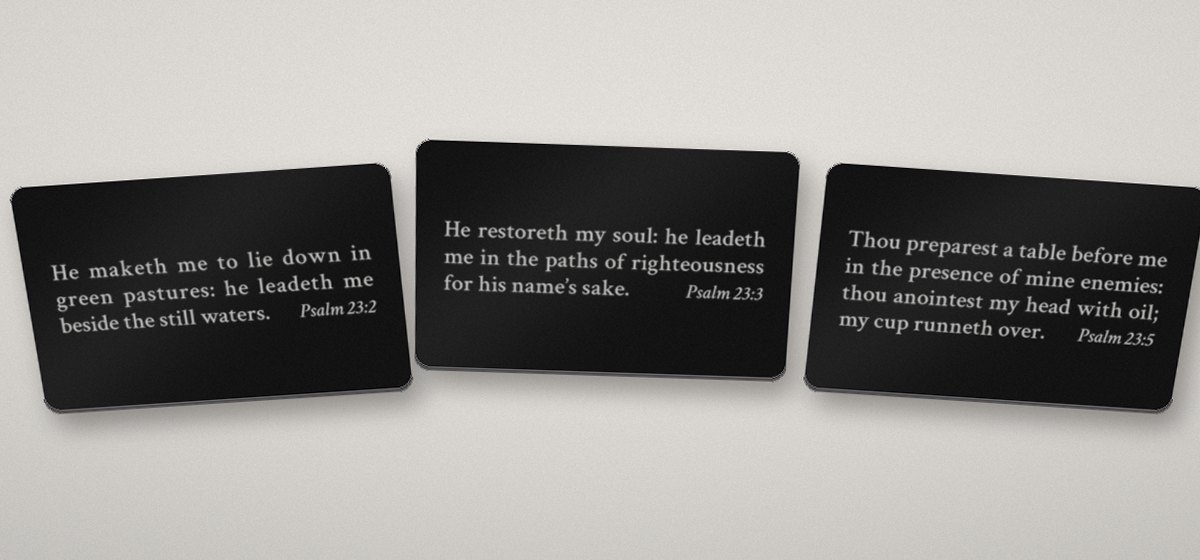 He maketh me to lie down in
green pastures: he leadeth me
beside the still waters. Psalm 23:2
He restoreth my soul: he leadeth
me in the paths of righteousness
for his name’s sake. Psalm 23:3
Thou preparest a table before me
in the presence of mine enemies:
thou anointest my head with oil;
my cup runneth over. Psalm 23:5